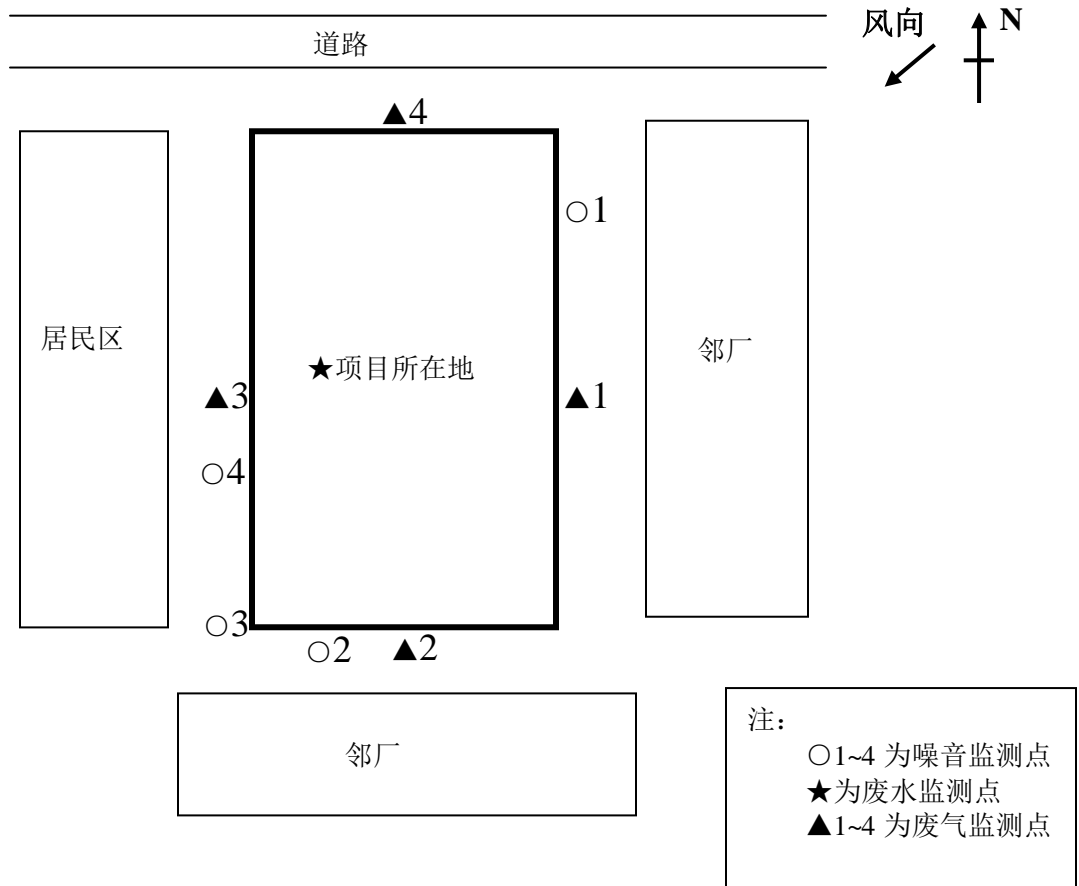 道路
风向
N
▲4
○1
居民区
★项目所在地
邻厂
▲3
▲1
○4
○3
○2
▲2
邻厂
注：
○1~4 为噪音监测点
★为废水监测点
▲1~4 为废气监测点